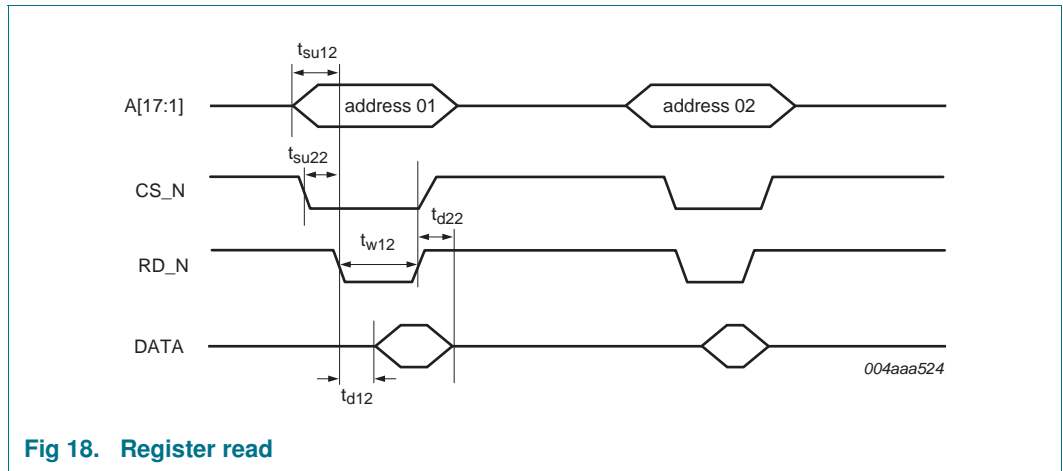 tsu12
A[17:1]
address 01
address 02
tsu22
CS_N
td22
tw12
RD_N
DATA
004aaa524
td12
Fig 18. Register read